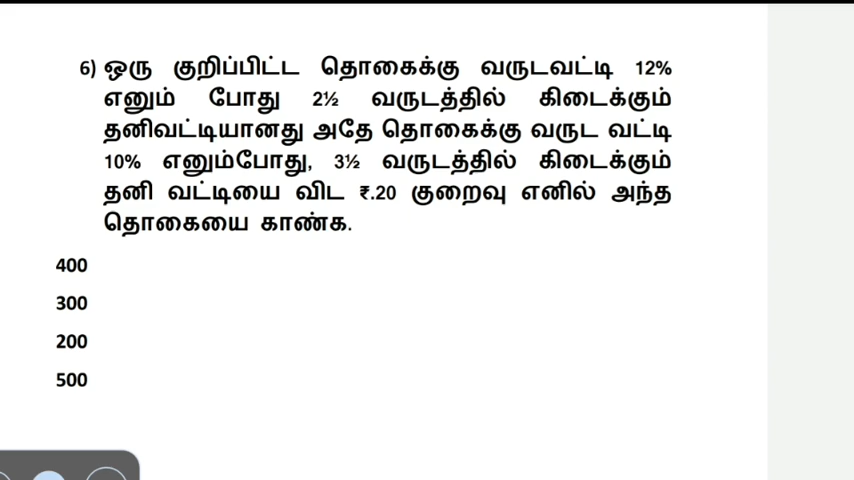 6) ஒரு குறிப்பிட்ட தொகைக்கு வருடவட்டி 12%
எனும் போது 2½ வருடத்தில் கிடைக்கும்
தனிவட்டியானது அதே தொகைக்கு வருட வட்டி
10% எனும்போது, 3½ வருடத்தில் கிடைக்கும்
தனி வட்டியை விட ₹.20 குறைவு எனில் அந்த
தொகையை காண்க.
400
300
200
500